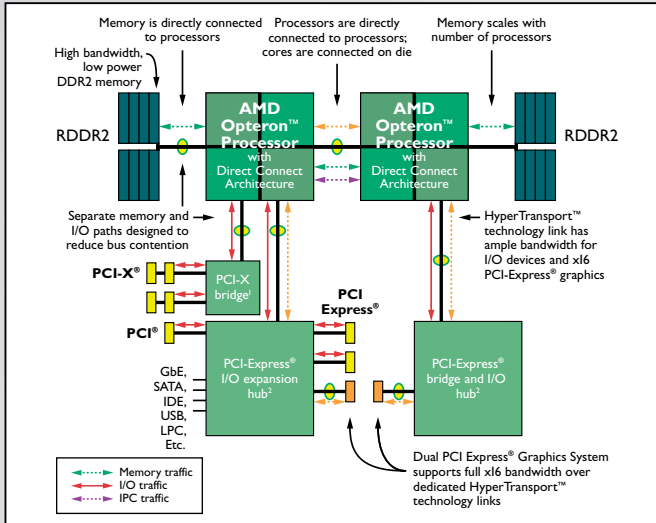 Memory is directly connected
to processors
Processors are directly
connected to processors;
cores are connected on die
Memory scales with
number of processors
High bandwidth,
low power
DDR2 memory
RDDR2
AMD
Opteron™
Processor
with
Direct Connect
Architecture
AMD
Opteron™
Processor
with
Direct Connect
Architecture
RDDR2
Separate memory and
I/O paths designed to
reduce bus contention
HyperTransport™
technology link has
ample bandwidth for
I/O devices and x16
PCI-Express® graphics
PCI-X®
PCI-X
bridge¹
PCI®
PCI
Express®
PCI-Express®
I/O expansion
hub²
PCI-Express®
bridge and I/O
hub²
GbE,
SATA,
IDE,
USB,
LPC,
Etc.
Dual PCI Express® Graphics System
supports full x16 bandwidth over
dedicated HyperTransport™
technology links
Memory traffic
I/O traffic
IPC traffic